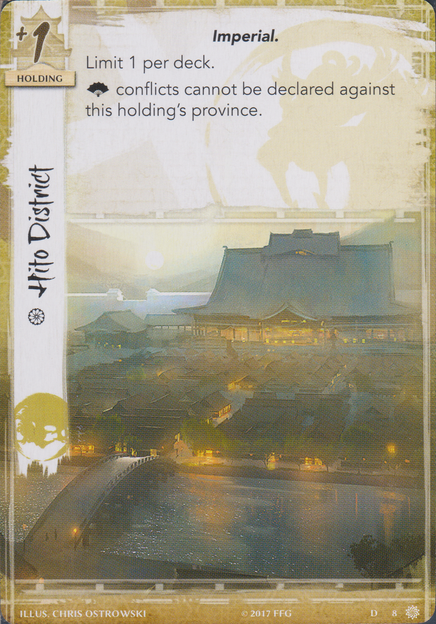 +1
HOLDING
Imperial.
Limit 1 per deck.
conflicts cannot be declared against
this holding's province.
Hito District
ILLUS. CHRIS OSTROWSKI
© 2017 FFG
D 8